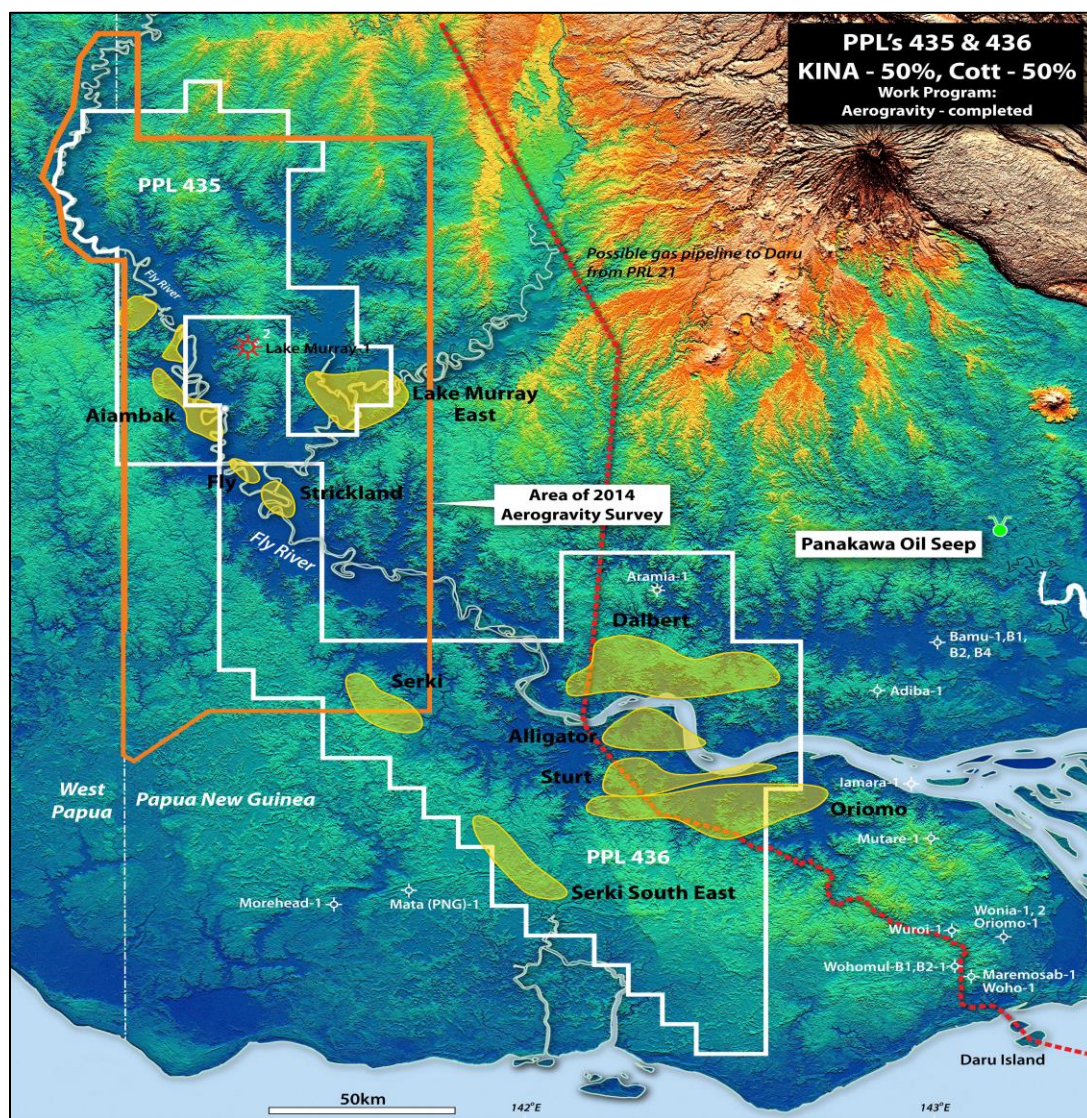 PPL's 435 & 436
KINA - 50%, Cott - 50%
Work Program:
Aerogravity - completed
PPL 435
Possible gas pipeline to Daru
from PRL 21
Fly River
2
Lake Murray-1
Lake Murray
East
Aiambak
Fly
Strickland
Area of 2014
Aerogravity Survey
Panakawa Oil Seep
Fly River
Aramia-1
Dalbert
Bamu-1,B1,
B2, B4
Serki
Adiba-1
Alligator
Sturt
Jamara-1
West
Papua
Papua New Guinea
Oriomo
Mutare-1
PPL 436
Serki South East
Morehead-1
Mata (PNG)-1
Wonia-1, 2
Oriomo-1
Wuroi-1
Wohomul-B1,B2-1
Maremosab-1
Woho-1
Daru Island
50km
142°E
143°E